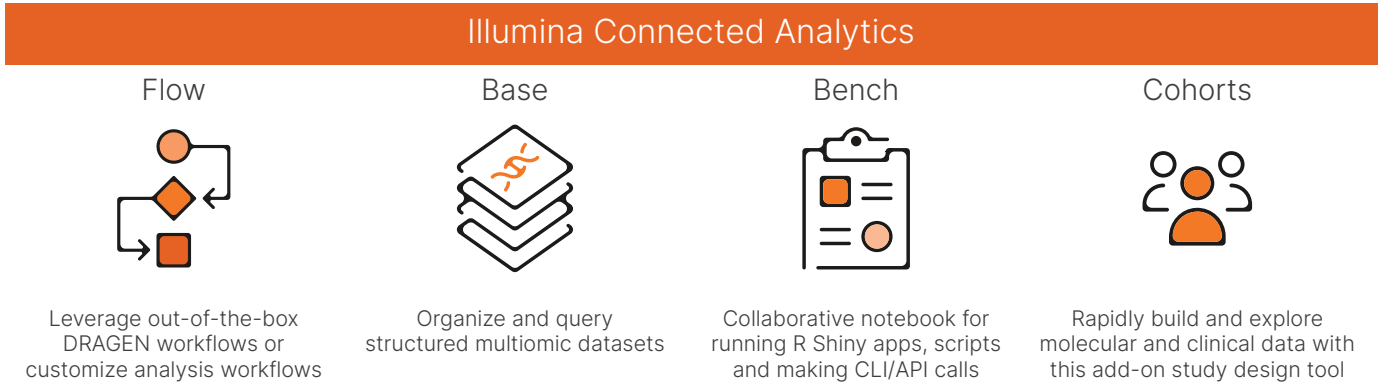 Illumina Connected Analytics
Flow
Base
Bench
Cohorts
Leverage out-of-the-box
DRAGEN workflows or
customize analysis workflows
Organize and query
structured multiomic datasets
Collaborative notebook for
running R Shiny apps, scripts
and making CLI/API calls
Rapidly build and explore
molecular and clinical data with
this add-on study design tool